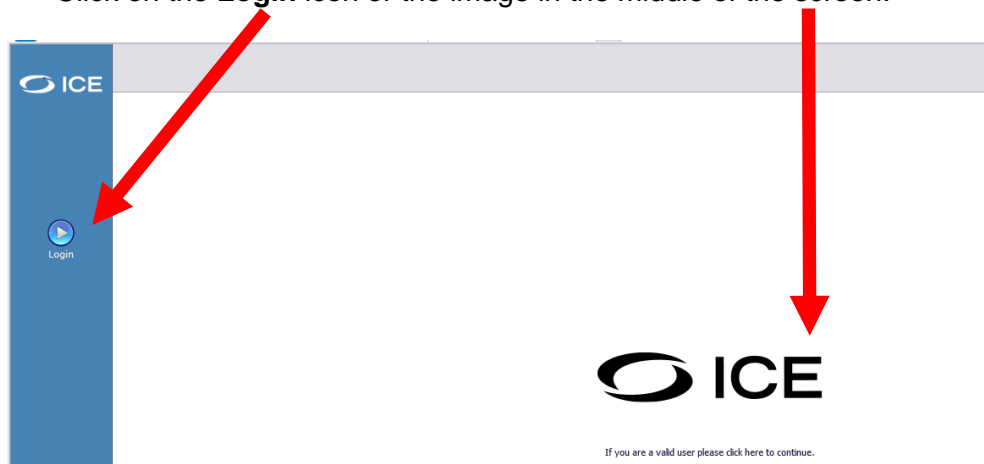 Click on the Login icon or the image in the middle of the screen.
ICE
Login
ICE
If you are a valid user please click here to continue.